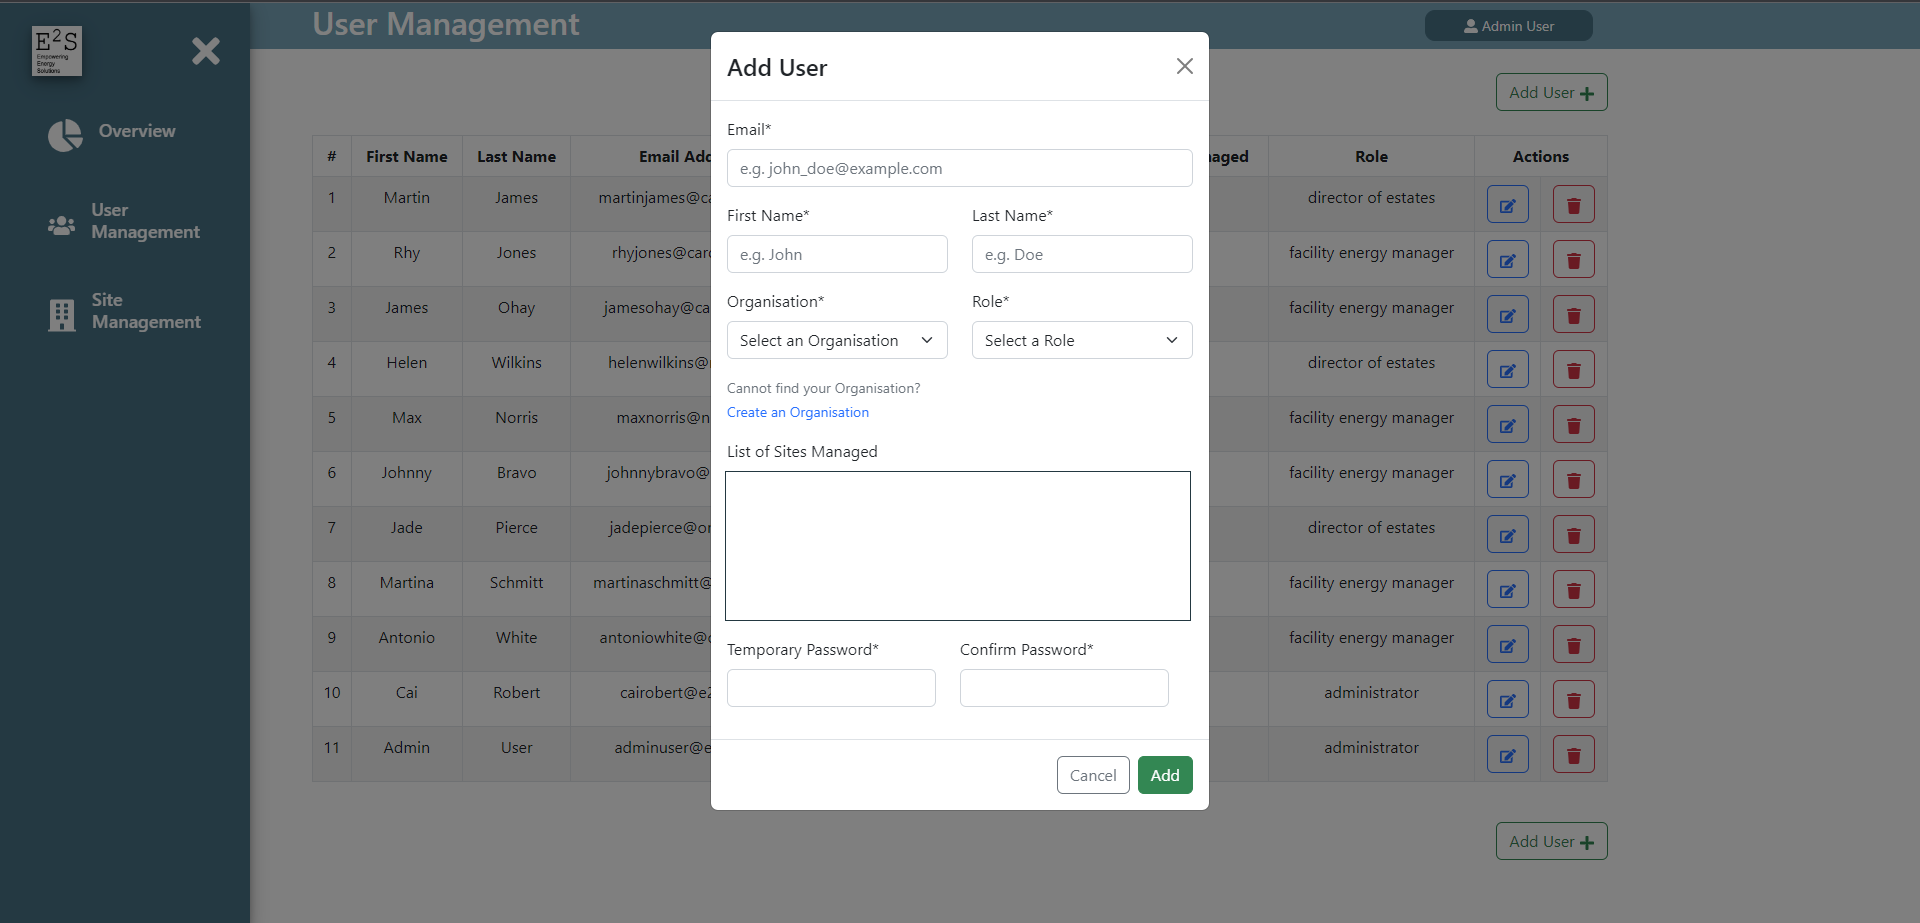 E2S
Empowering
Energy
Solutions
Overview
User
Management
Site
Management
User Management
Admin User
Add User
# First Name Last Name Email Add
naged Role Actions
1 Martin James martinjames@ca director of estates
2 Rhy Jones rhyjones@card facility energy manager
3 James Ohay jamesohay@ca facility energy manager
4 Helen Wilkins helenwilkins@ director of estates
5 Max Norris maxnorris@n facility energy manager
6 Johnny Bravo johnnybravo@ facility energy manager
7 Jade Pierce jadepierce@or director of estates
8 Martina Schmitt martinaschmitt@ facility energy manager
9 Antonio White antoniowhite@ facility energy manager
10 Cai Robert cairobert@e2 administrator
11 Admin User adminuser@e administrator
Add User
Add User
Email*
e.g. john_doe@example.com
First Name* Last Name*
e.g. John e.g. Doe
Organisation* Role*
Select an Organisation Select a Role
Cannot find your Organisation?
Create an Organisation
List of Sites Managed
Temporary Password* Confirm Password*
Cancel Add